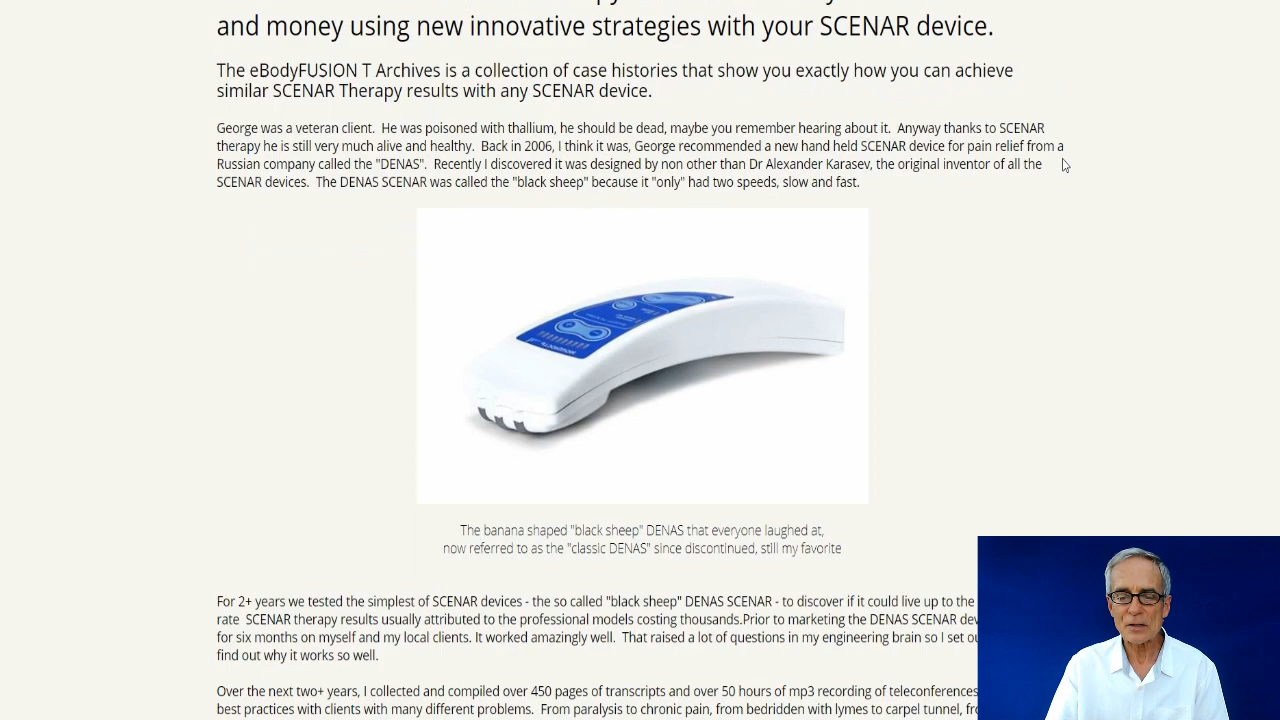 and money using new innovative strategies with your SCENAR device.
The eBodyFUSION T Archives is a collection of case histories that show you exactly how you can achieve
similar SCENAR Therapy results with any SCENAR device.
George was a veteran client.  He was poisoned with thallium, he should be dead, maybe you remember hearing about it.  Anyway thanks to SCENAR
therapy he is still very much alive and healthy.  Back in 2006, I think it was, George recommended a new hand held SCENAR device for pain relief from a
Russian company called the "DENAS".  Recently I discovered it was designed by non other than Dr Alexander Karasev, the original inventor of all the
SCENAR devices.  The DENAS SCENAR was called the "black sheep" because it "only" had two speeds, slow and fast.
The banana shaped "black sheep" DENAS that everyone laughed at,
now referred to as the "classic DENAS" since discontinued, still my favorite
For 2+ years we tested the simplest of SCENAR devices - the so called "black sheep" DENAS SCENAR - to discover if it could live up to the
rate  SCENAR therapy results usually attributed to the professional models costing thousands.Prior to marketing the DENAS SCENAR
for six months on myself and my local clients. It worked amazingly well.  That raised a lot of questions in my engineering brain so I set
find out why it works so well.
Over the next two+ years, I collected and compiled over 450 pages of transcripts and over 50 hours of mp3 recording of teleconferences
best practices with clients with many different problems.  From paralysis to chronic pain, from bedridden with lymes to carpel tunnel,